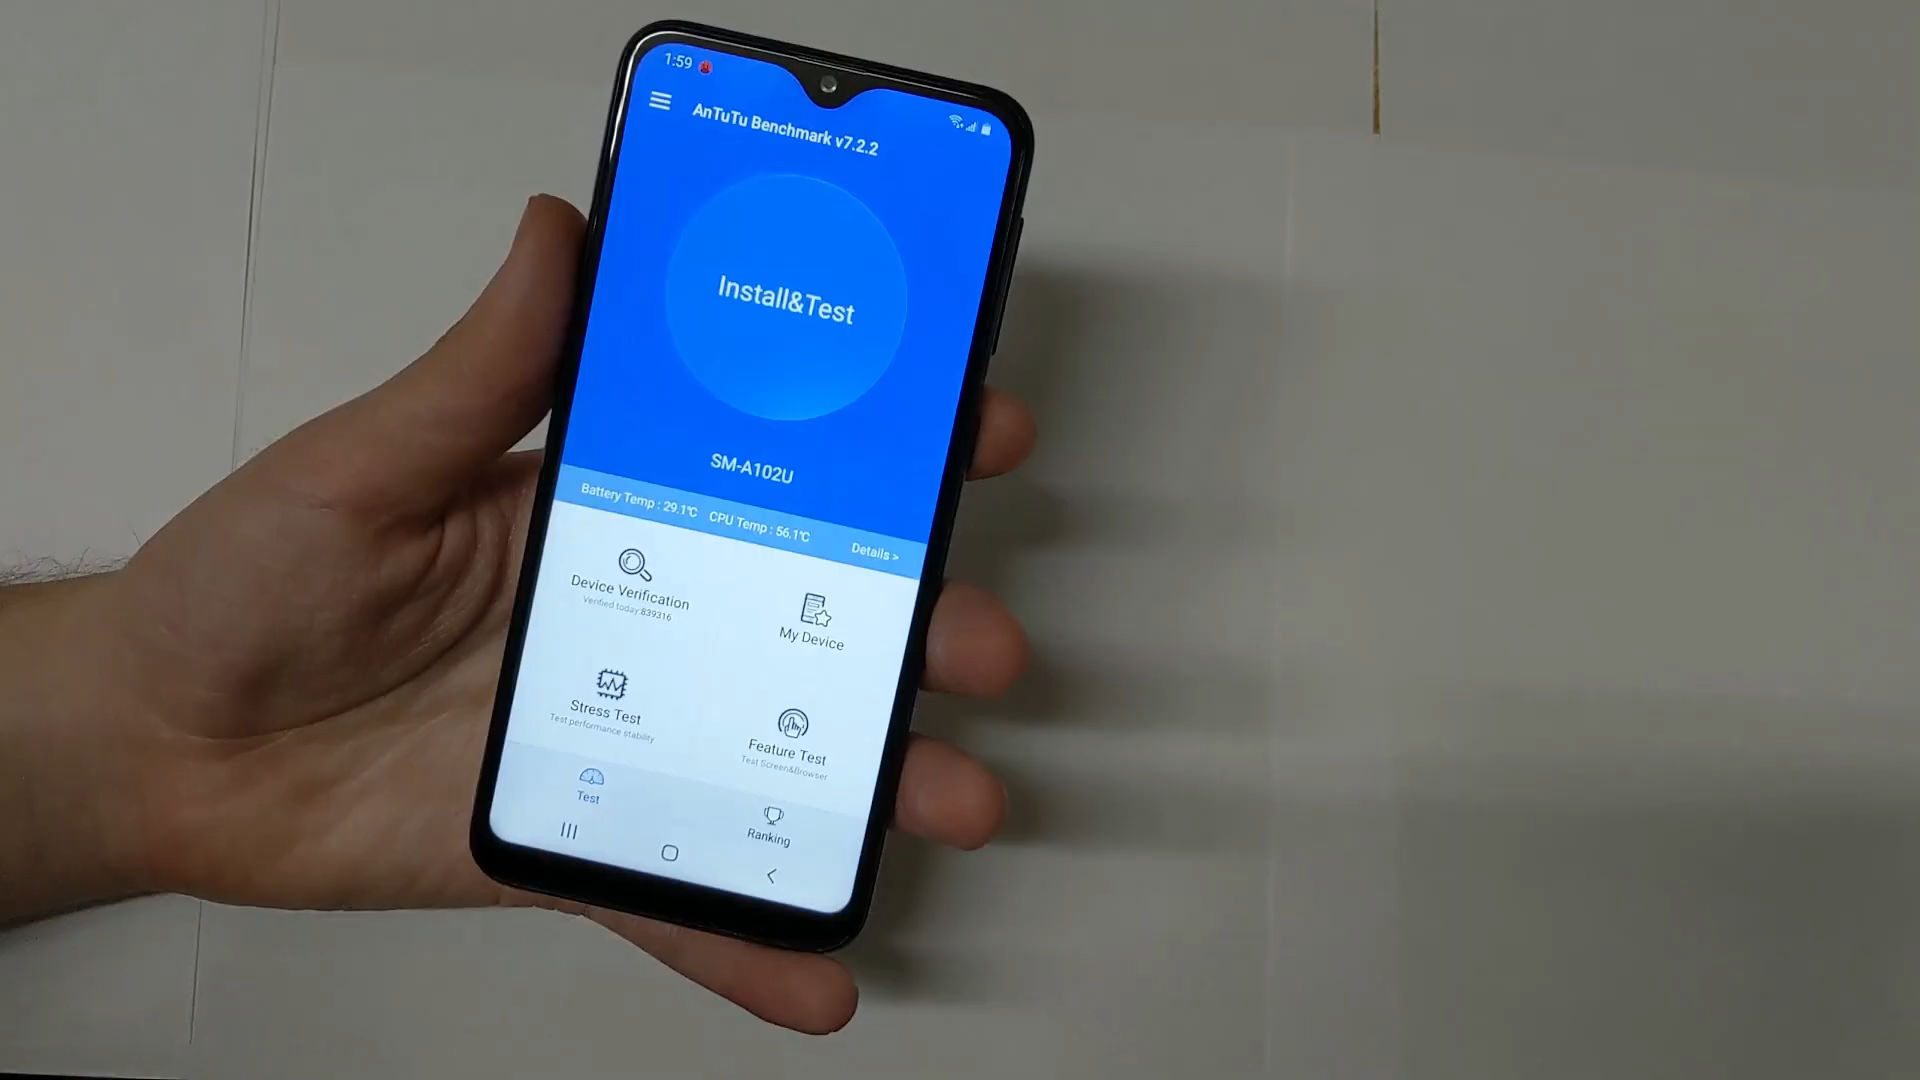 1:59
AnTuTu Benchmark v7.2.2
Install&Test
SM-A102U
Battery Temp : 29.1℃ CPU Temp : 56.1℃ Details >
Device Verification
Verified today:839316
My Device
Stress Test
Test performance stability
Feature Test
Test Screen&Browser
Test
Ranking